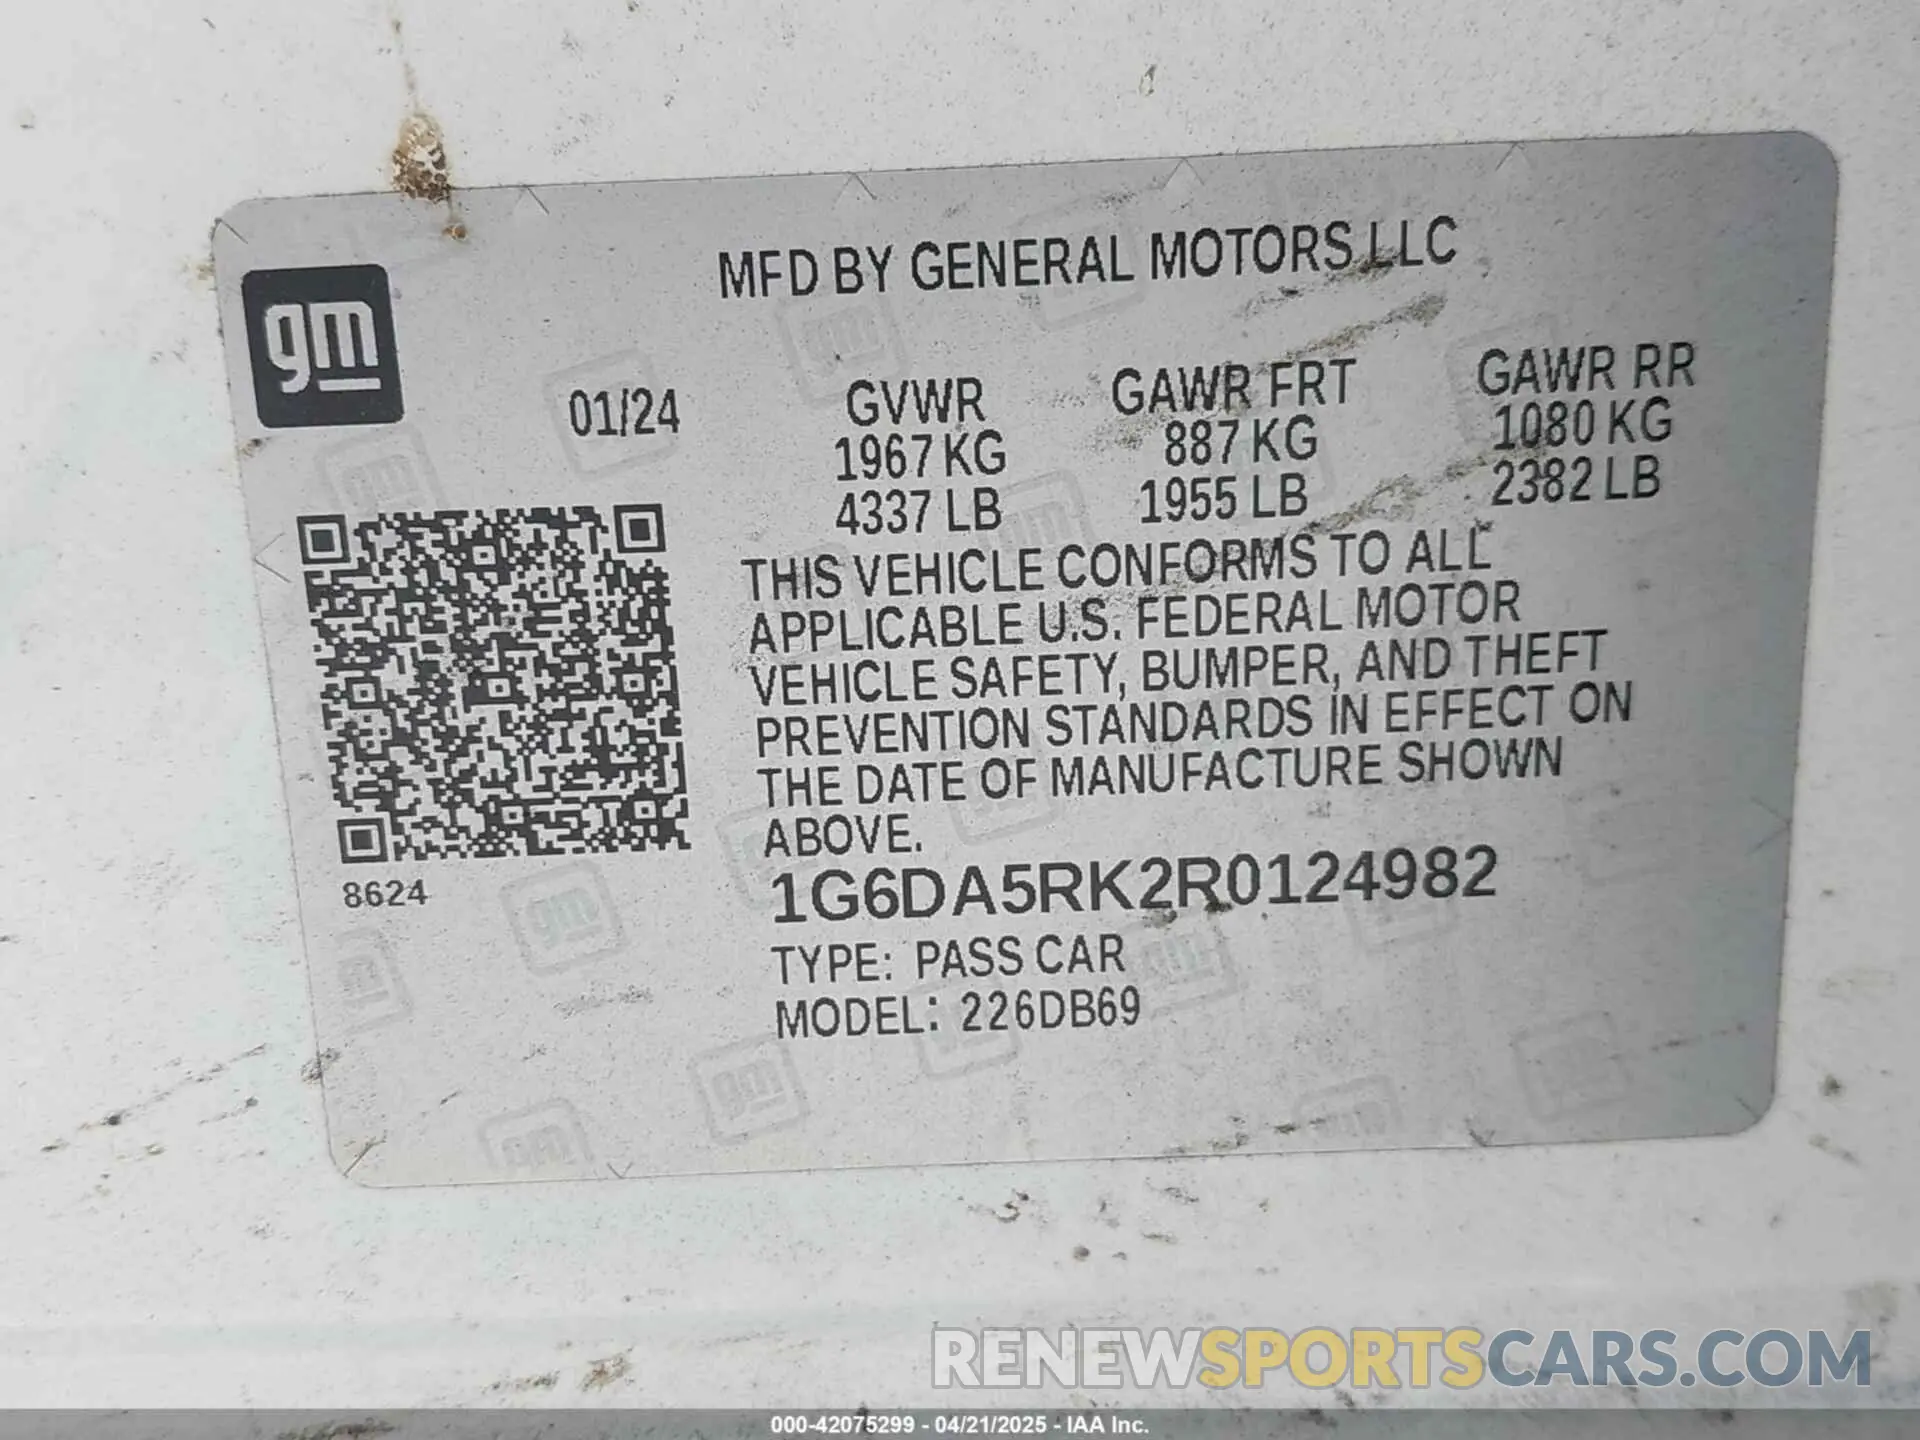 MFD BY GENERAL MOTORS LLC
gm
01/24
GVWR GAWR FRT GAWR RR
1967 KG 887 KG 1080 KG
4337 LB 1955 LB 2382 LB
THIS VEHICLE CONFORMS TO ALL
APPLICABLE U.S. FEDERAL MOTOR
VEHICLE SAFETY, BUMPER, AND THEFT
PREVENTION STANDARDS IN EFFECT ON
THE DATE OF MANUFACTURE SHOWN
ABOVE.
8624
1G6DA5RK2R0124982
TYPE: PASS CAR
MODEL: 226DB69
RENEWSPORTSCARS.COM
000-42075299 - 04/21/2025 - IAA Inc.